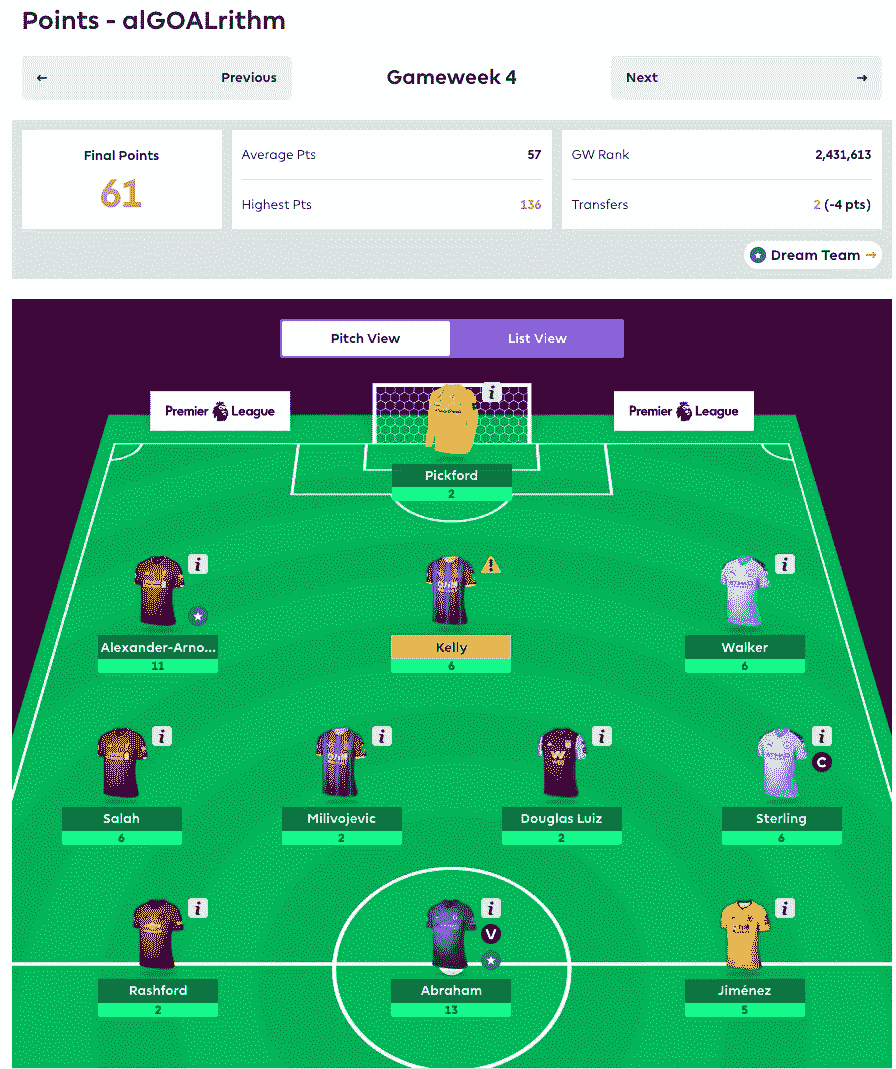 Points - alGOALrithm
← Previous
Gameweek 4
Next →
Final Points
61
Average Pts 57
Highest Pts 136
GW Rank 2,431,613
Transfers 2 (-4 pts)
Dream Team →
Pitch View
List View
Premier League
Premier League
Pickford
2
Alexander-Arno...
11
Kelly
6
Walker
6
Salah
6
Milivojevic
2
Douglas Luiz
2
C
Sterling
6
Rashford
2
V
Abraham
13
Jiménez
5